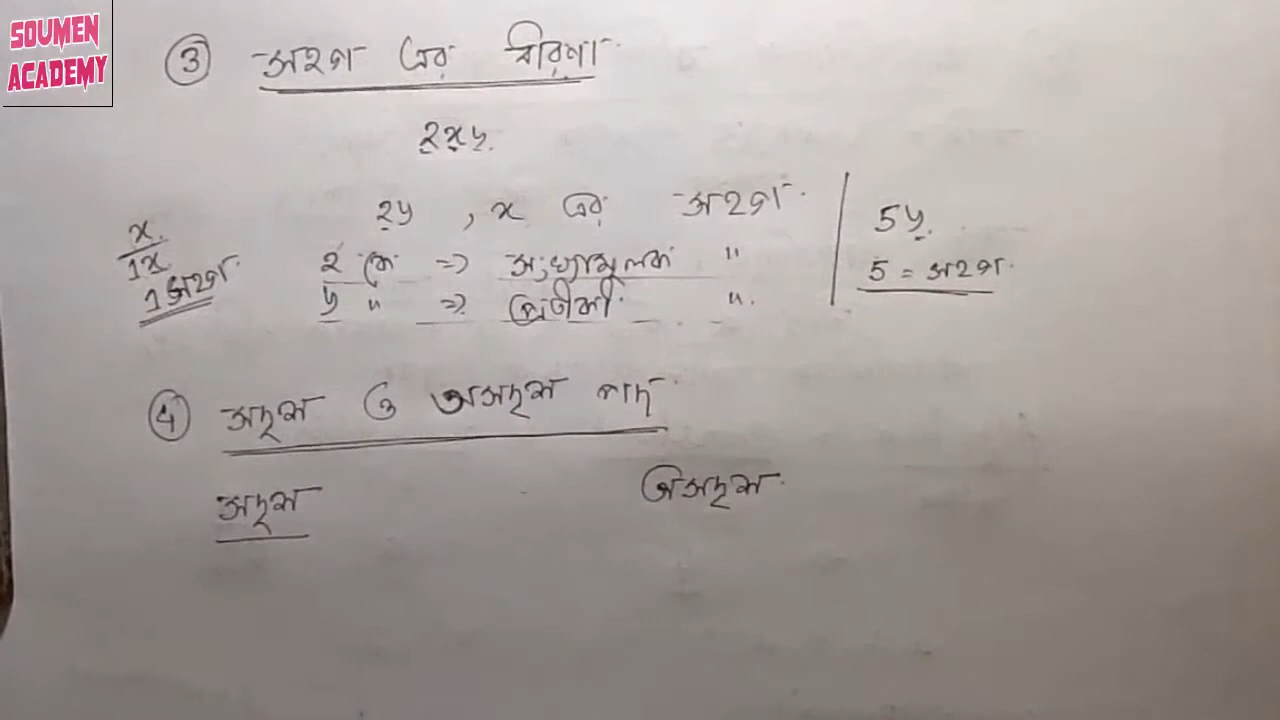 SOUMEN
ACADEMY
③ সহগ এর ধারণা
2xy.
2y , x এর সহগ
2 কে => সংখ্যামূলক "
y " => প্রতীকী "
x
1x
1 সহগ
5y.
5 = সহগ
④ সদৃশ ও অসদৃশ পদ
সদৃশ
অসদৃশ